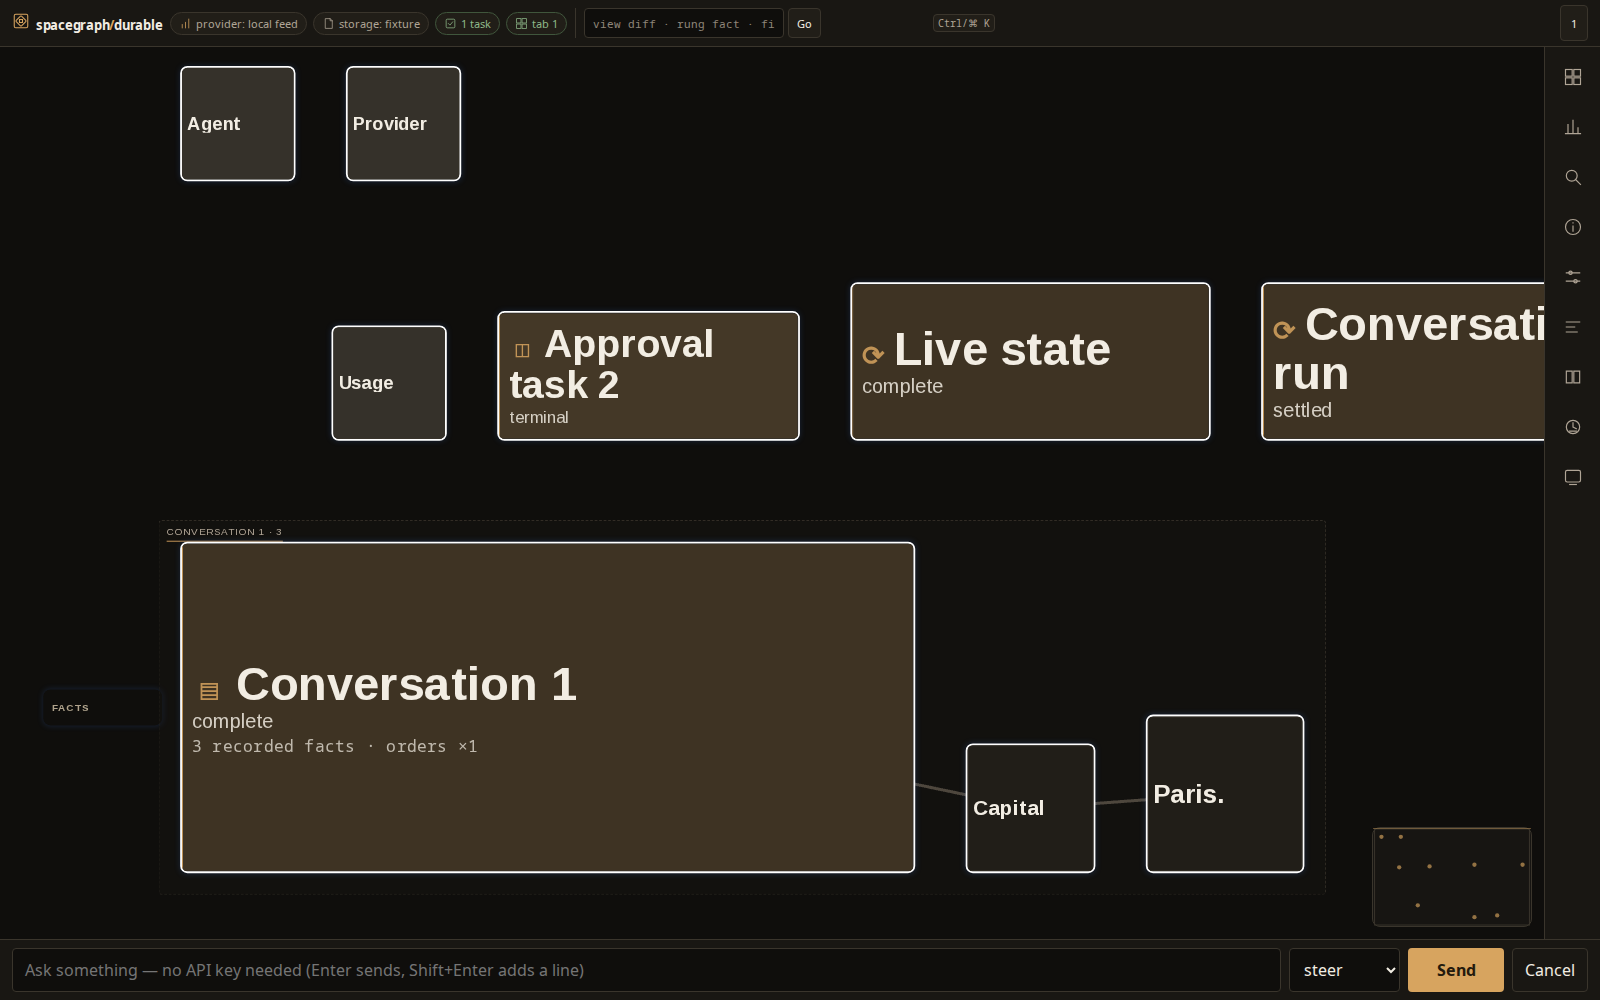 spacegraph/durable
provider: local feed
storage: fixture
1 task
tab 1
view diff · rung fact · fi
Go
Ctrl/⌘ K
1
Agent
Provider
Usage
Approval
task 2
terminal
Live state
complete
Conversati
run
settled
CONVERSATION 1 · 3
Conversation 1
complete
3 recorded facts · orders ×1
FACTS
Capital
Paris.
Ask something — no API key needed (Enter sends, Shift+Enter adds a line)
steer
Send
Cancel